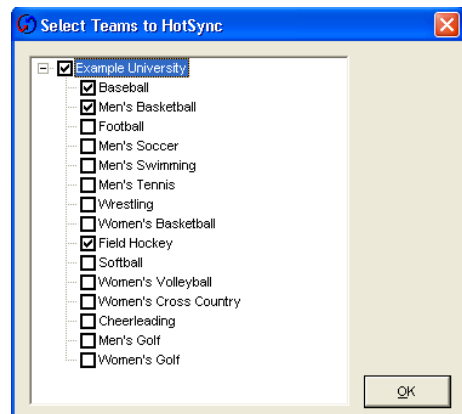 Select Teams to HotSync
Example University
Baseball
Men's Basketball
Football
Men's Soccer
Men's Swimming
Men's Tennis
Wrestling
Women's Basketball
Field Hockey
Softball
Women's Volleyball
Women's Cross Country
Cheerleading
Men's Golf
Women's Golf
OK